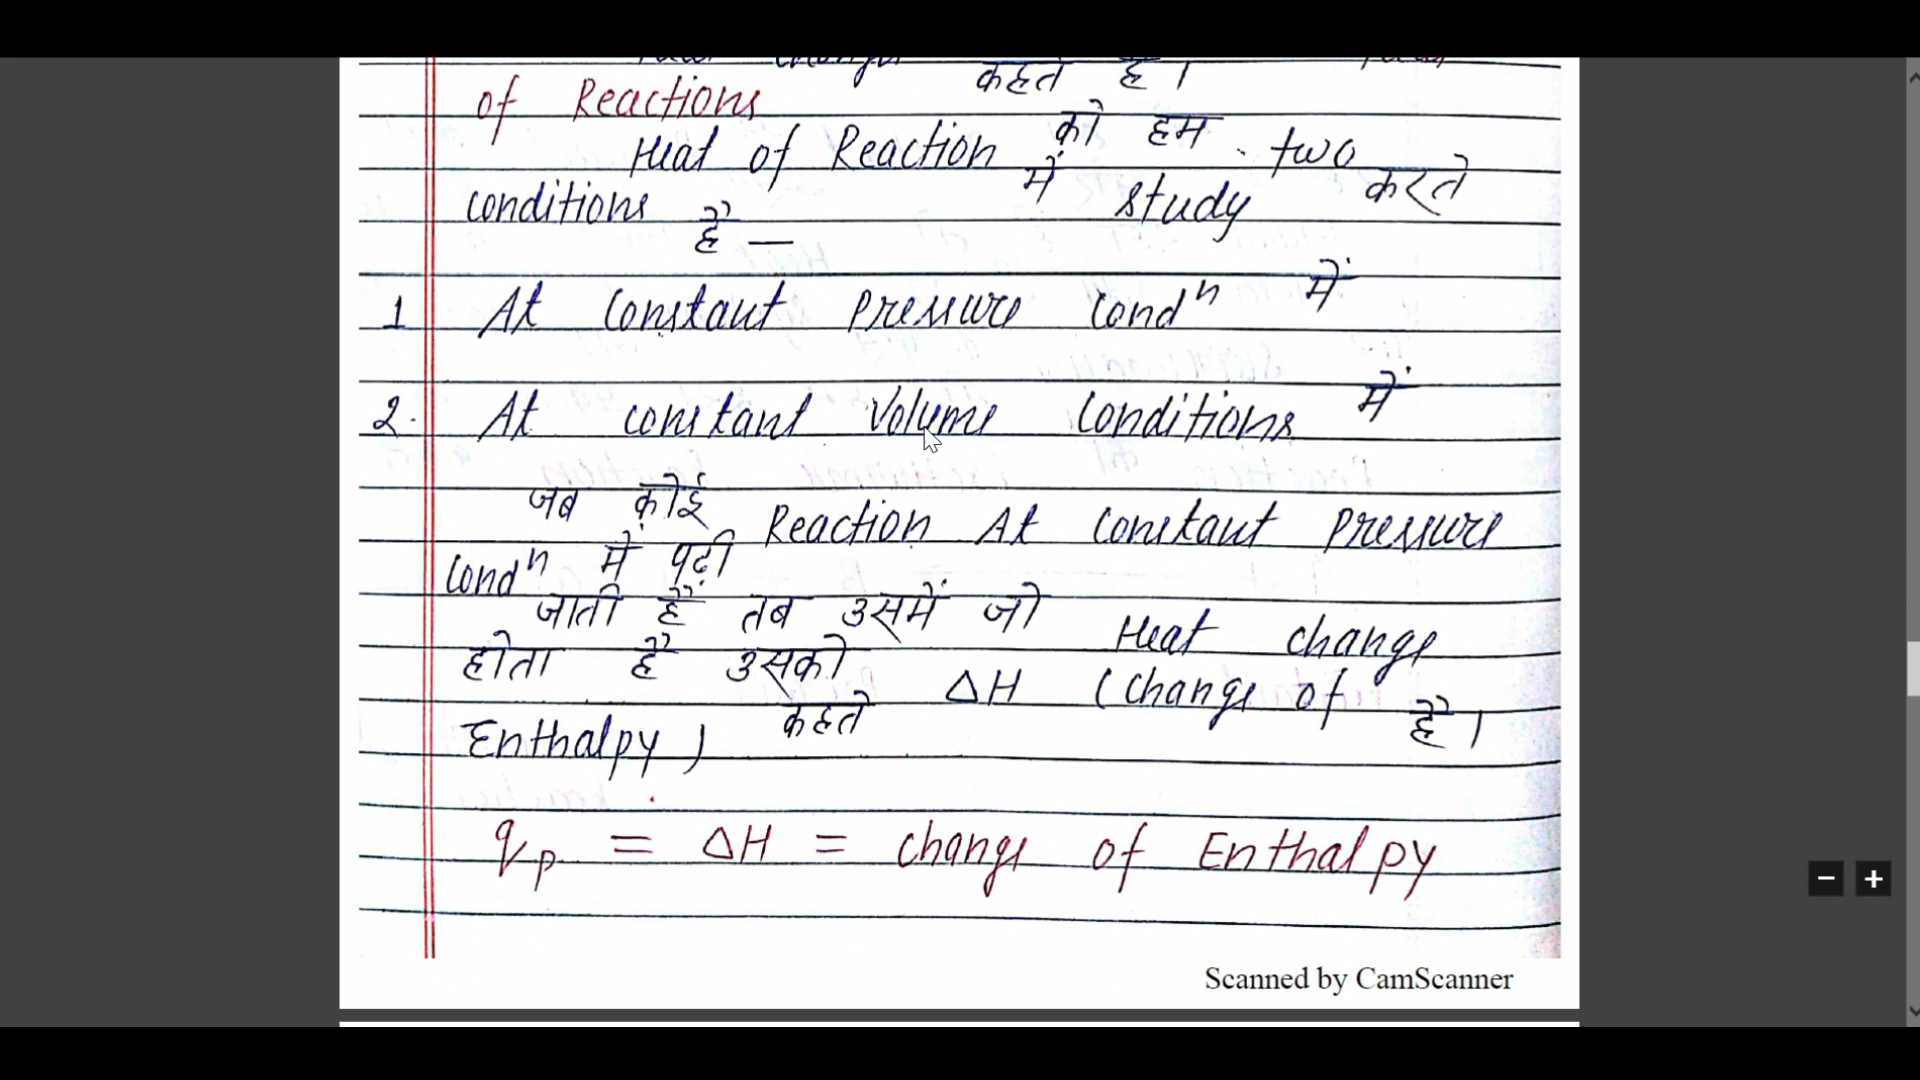 कहते हैं।
of Reactions
Heat of Reaction को हम two
conditions में study करते
हैं —
1 At constant pressure condⁿ में
2. At constant volume conditions में
जब कोई Reaction At constant pressure
condⁿ में पढ़ी
जाती हैं तब उसमें जो Heat change
होता हैं उसको ΔH (change of
Enthalpy) कहते हैं।
qp = ΔH = change of Enthalpy
Scanned by CamScanner